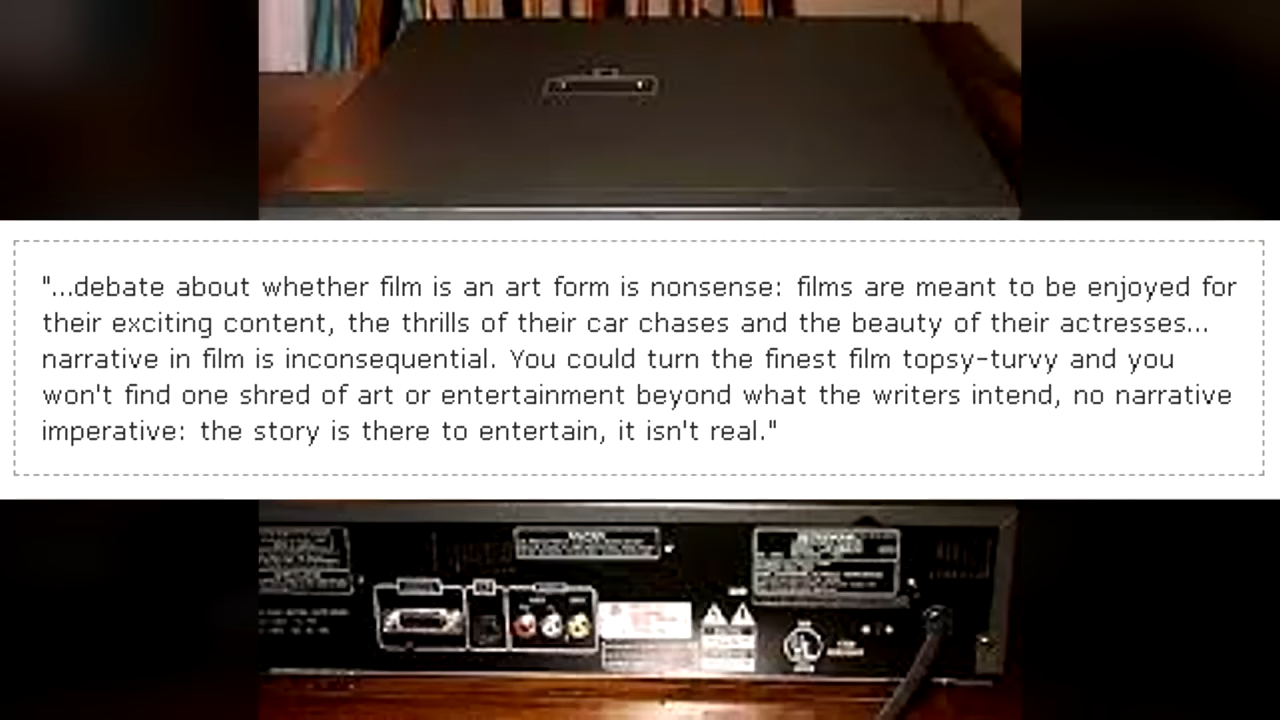 "...debate about whether film is an art form is nonsense: films are meant to be enjoyed for
their exciting content, the thrills of their car chases and the beauty of their actresses...
narrative in film is inconsequential. You could turn the finest film topsy-turvy and you
won't find one shred of art or entertainment beyond what the writers intend, no narrative
imperative: the story is there to entertain, it isn't real."